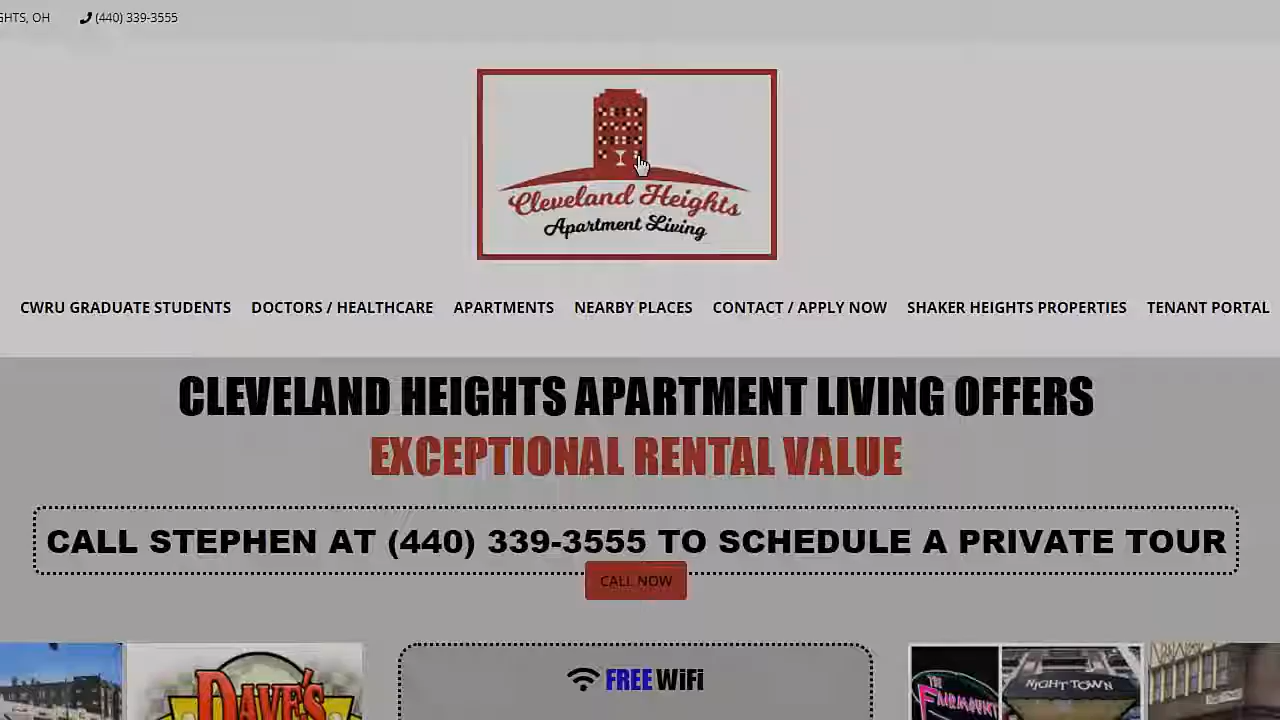 GHTS, OH (440) 339-3555
Cleveland Heights
Apartment Living
CWRU GRADUATE STUDENTS DOCTORS / HEALTHCARE APARTMENTS NEARBY PLACES CONTACT / APPLY NOW SHAKER HEIGHTS PROPERTIES TENANT PORTAL
CLEVELAND HEIGHTS APARTMENT LIVING OFFERS
EXCEPTIONAL RENTAL VALUE
CALL STEPHEN AT (440) 339-3555 TO SCHEDULE A PRIVATE TOUR
CALL NOW
DAVE'S
FREE WiFi
THE FAIRMOUNT
NIGHT TOWN